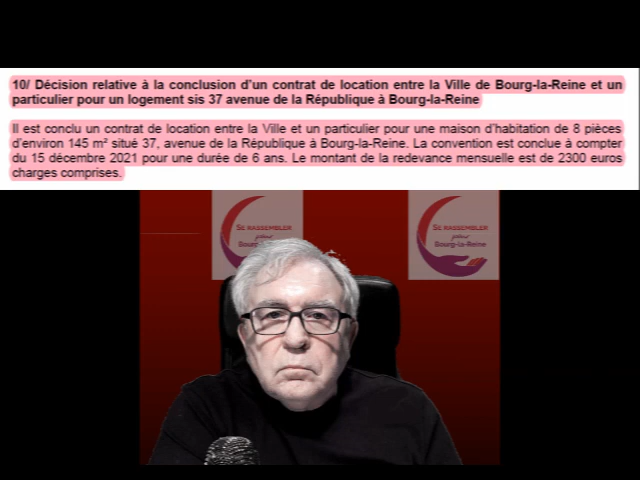 10/ Décision relative à la conclusion d'un contrat de location entre la Ville de Bourg-la-Reine et un
particulier pour un logement sis 37 avenue de la République à Bourg-la-Reine
Il est conclu un contrat de location entre la Ville et un particulier pour une maison d'habitation de 8 pièces
d'environ 145 m² situé 37, avenue de la République à Bourg-la-Reine. La convention est conclue à compter
du 15 décembre 2021 pour une durée de 6 ans. Le montant de la redevance mensuelle est de 2300 euros
charges comprises.
SE RASSEMBLER
pour
SE RASSEMBLER
pour
Bourg-la-Reine